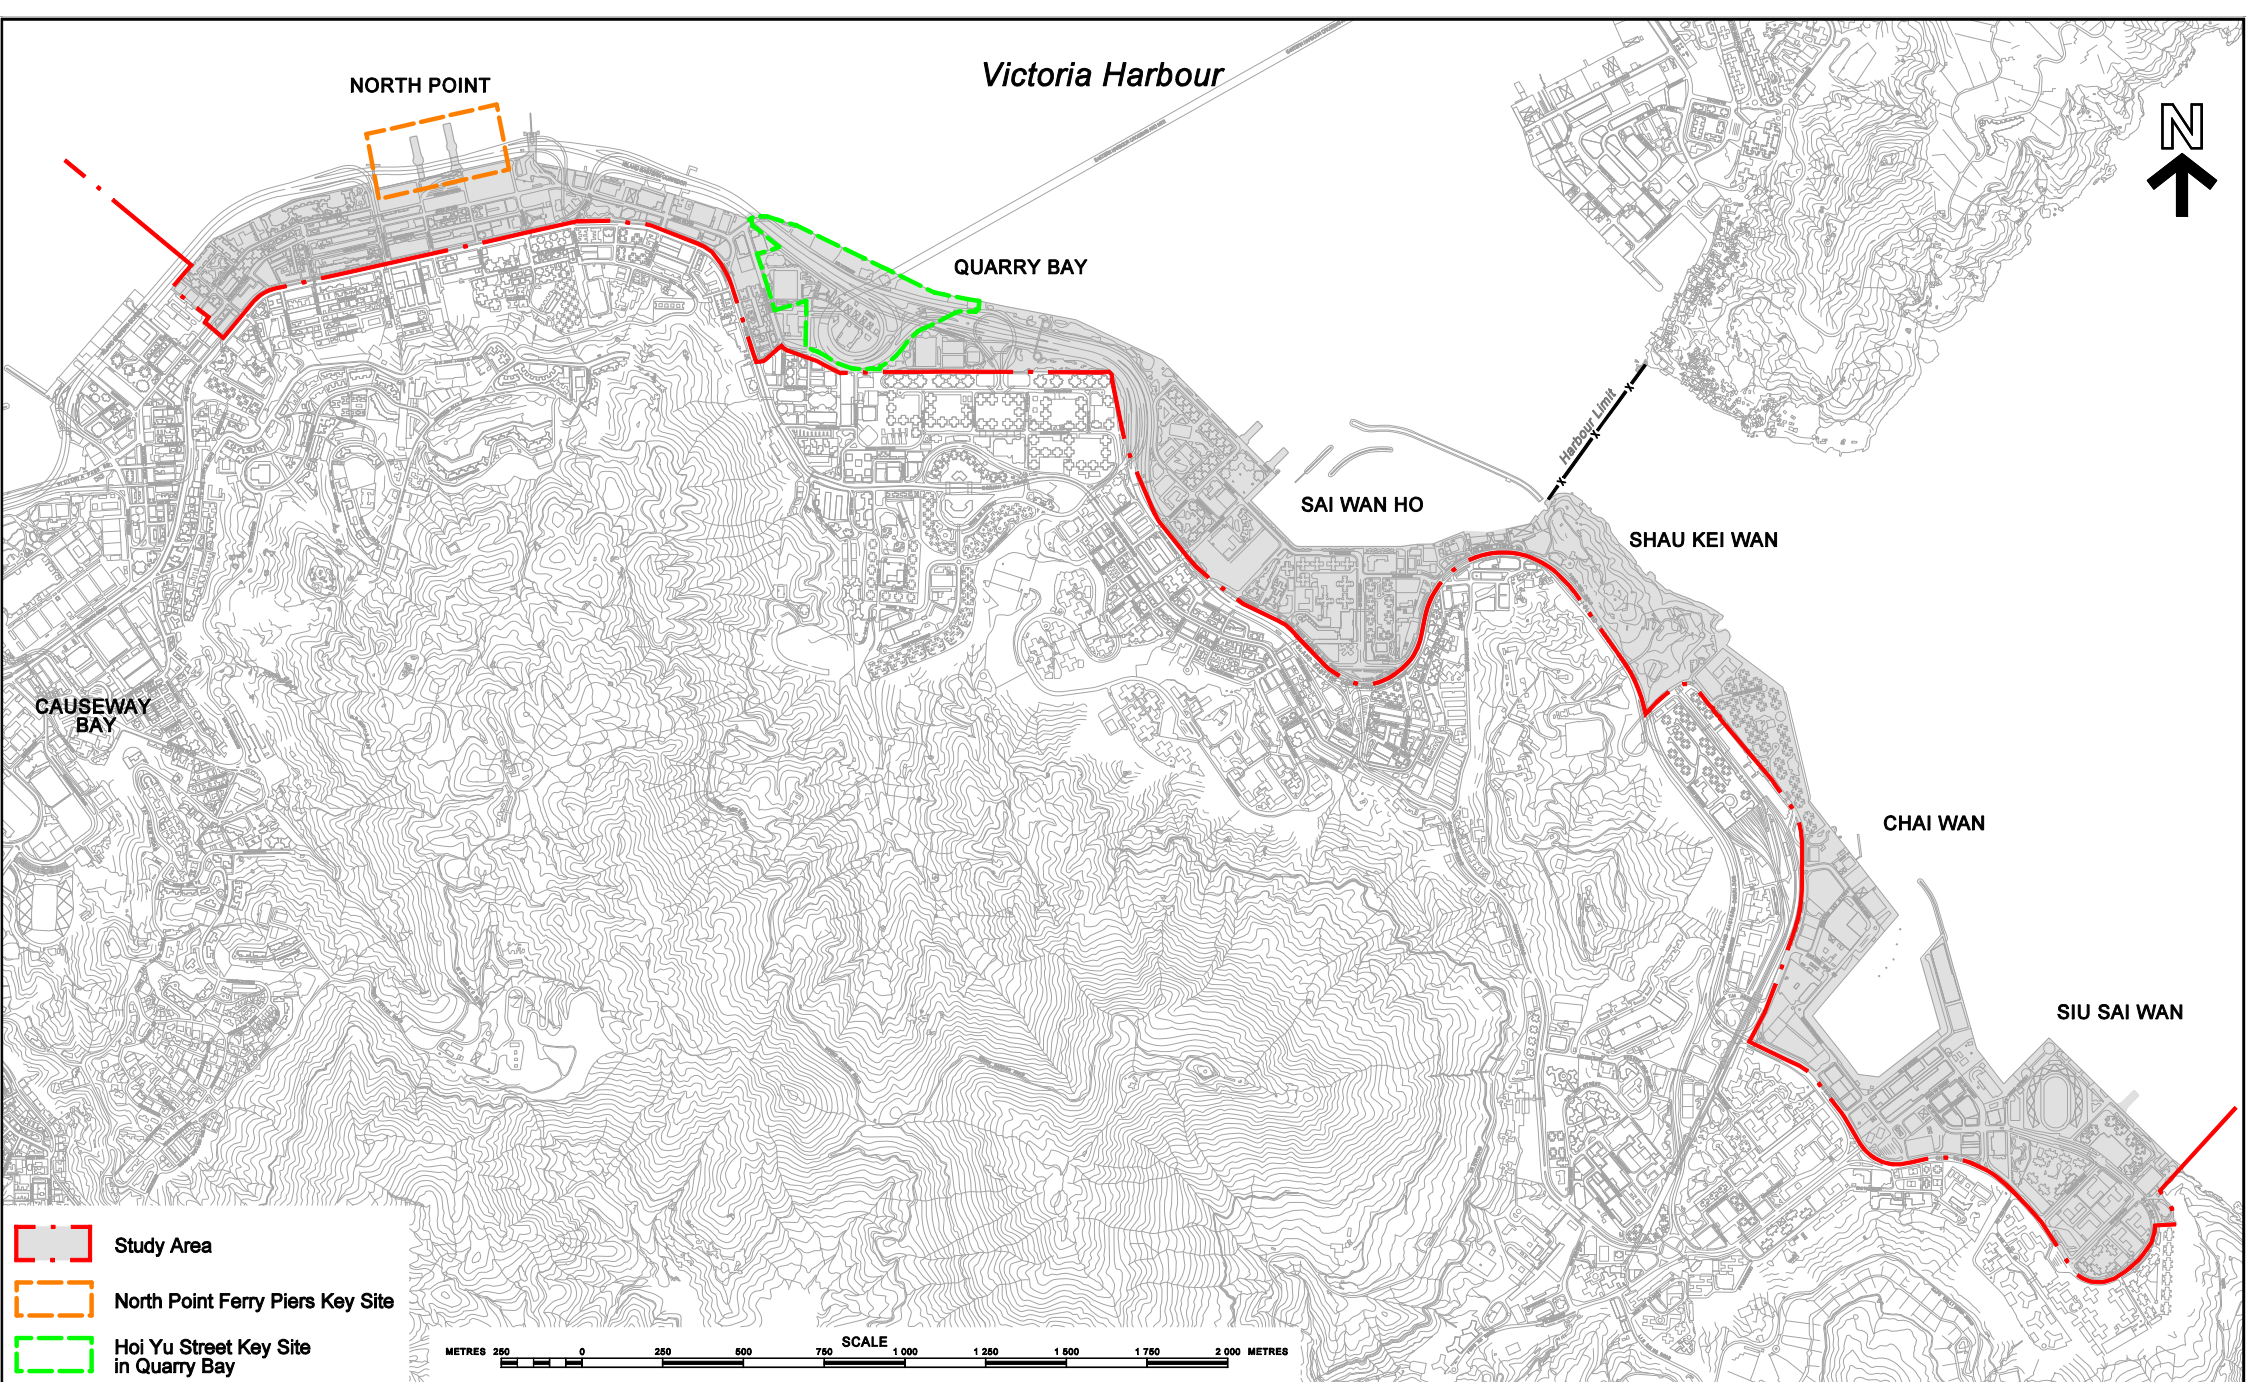 Victoria Harbour
NORTH POINT
N
QUARRY BAY
Harbour Limit
SAI WAN HO
SHAU KEI WAN
CAUSEWAY
BAY
CHAI WAN
SIU SAI WAN
Study Area
North Point Ferry Piers Key Site
Hoi Yu Street Key Site
in Quarry Bay
SCALE
METRES 250 0 250 500 750 1 000 1 250 1 500 1 750 2 000 METRES